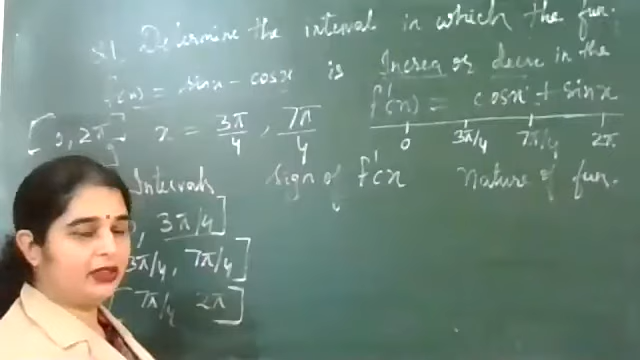 Determine the interval in which the fun.
f(x) = sinx - cosx is Increa or decre in the
[0, 2π] x = 3π/4, 7π/4
f'(x) = cosx + sinx
0 3π/4 7π/4 2π
Intervals sign of f'(x Nature of fun.
, 3π/4]
3π/4, 7π/4]
[7π/4 2π]